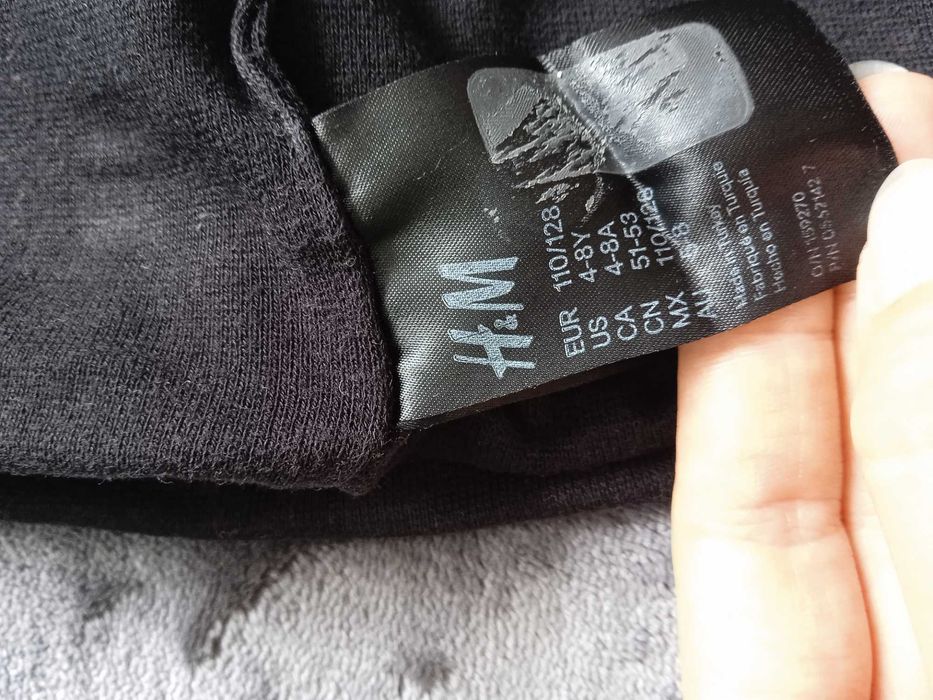 H&M
EUR 110/128
US 4-8Y
CA 4-8A
CN 51-53
MX 110/128
AU
Made in Turkey
Fabriqué en Turquie
Hecho en Turquía